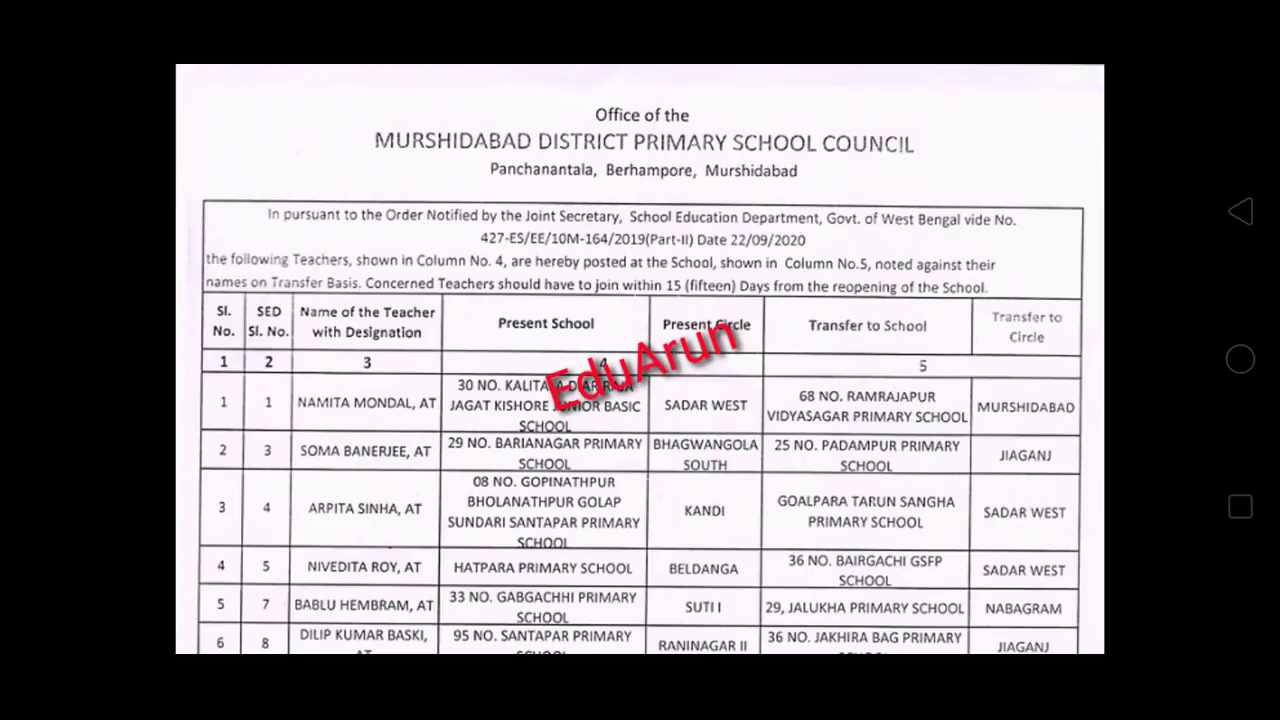 Office of the
MURSHIDABAD DISTRICT PRIMARY SCHOOL COUNCIL
Panchanantala, Berhampore, Murshidabad
In pursuant to the Order Notified by the Joint Secretary, School Education Department, Govt. of West Bengal vide No.
427-ES/EE/10M-164/2019(Part-II) Date 22/09/2020
the following Teachers, shown in Column No. 4, are hereby posted at the School, shown in Column No.5, noted against their
names on Transfer Basis. Concerned Teachers should have to join within 15 (fifteen) Days from the reopening of the School.
Sl. No. SED Sl. No. Name of the Teacher with Designation Present School Present Circle Transfer to School Transfer to Circle
1 2 3 4 5
1 1 NAMITA MONDAL, AT 30 NO. JAGAT KISHORE JUNIOR BASIC SCHOOL SADAR WEST 68 NO. RAMRAJAPUR VIDYASAGAR PRIMARY SCHOOL MURSHIDABAD
2 3 SOMA BANERJEE, AT 29 NO. BARIANAGAR PRIMARY SCHOOL BHAGWANGOLA SOUTH 25 NO. PADAMPUR PRIMARY SCHOOL JIAGANJ
3 4 ARPITA SINHA, AT 08 NO. GOPINATHPUR BHOLANATHPUR GOLAP SUNDARI SANTAPAR PRIMARY SCHOOL KANDI GOALPARA TARUN SANGHA PRIMARY SCHOOL SADAR WEST
4 5 NIVEDITA ROY, AT HATPARA PRIMARY SCHOOL BELDANGA 36 NO. BAIRGACHI GSFP SCHOOL SADAR WEST
5 7 BABLU HEMBRAM, AT 33 NO. GABGACHHI PRIMARY SCHOOL SUTI I 29, JALUKHA PRIMARY SCHOOL NABAGRAM
6 8 DILIP KUMAR BASKI, 95 NO. SANTAPAR PRIMARY RANINAGAR II 36 NO. JAKHIRA BAG PRIMARY JIAGANJ
EduArun